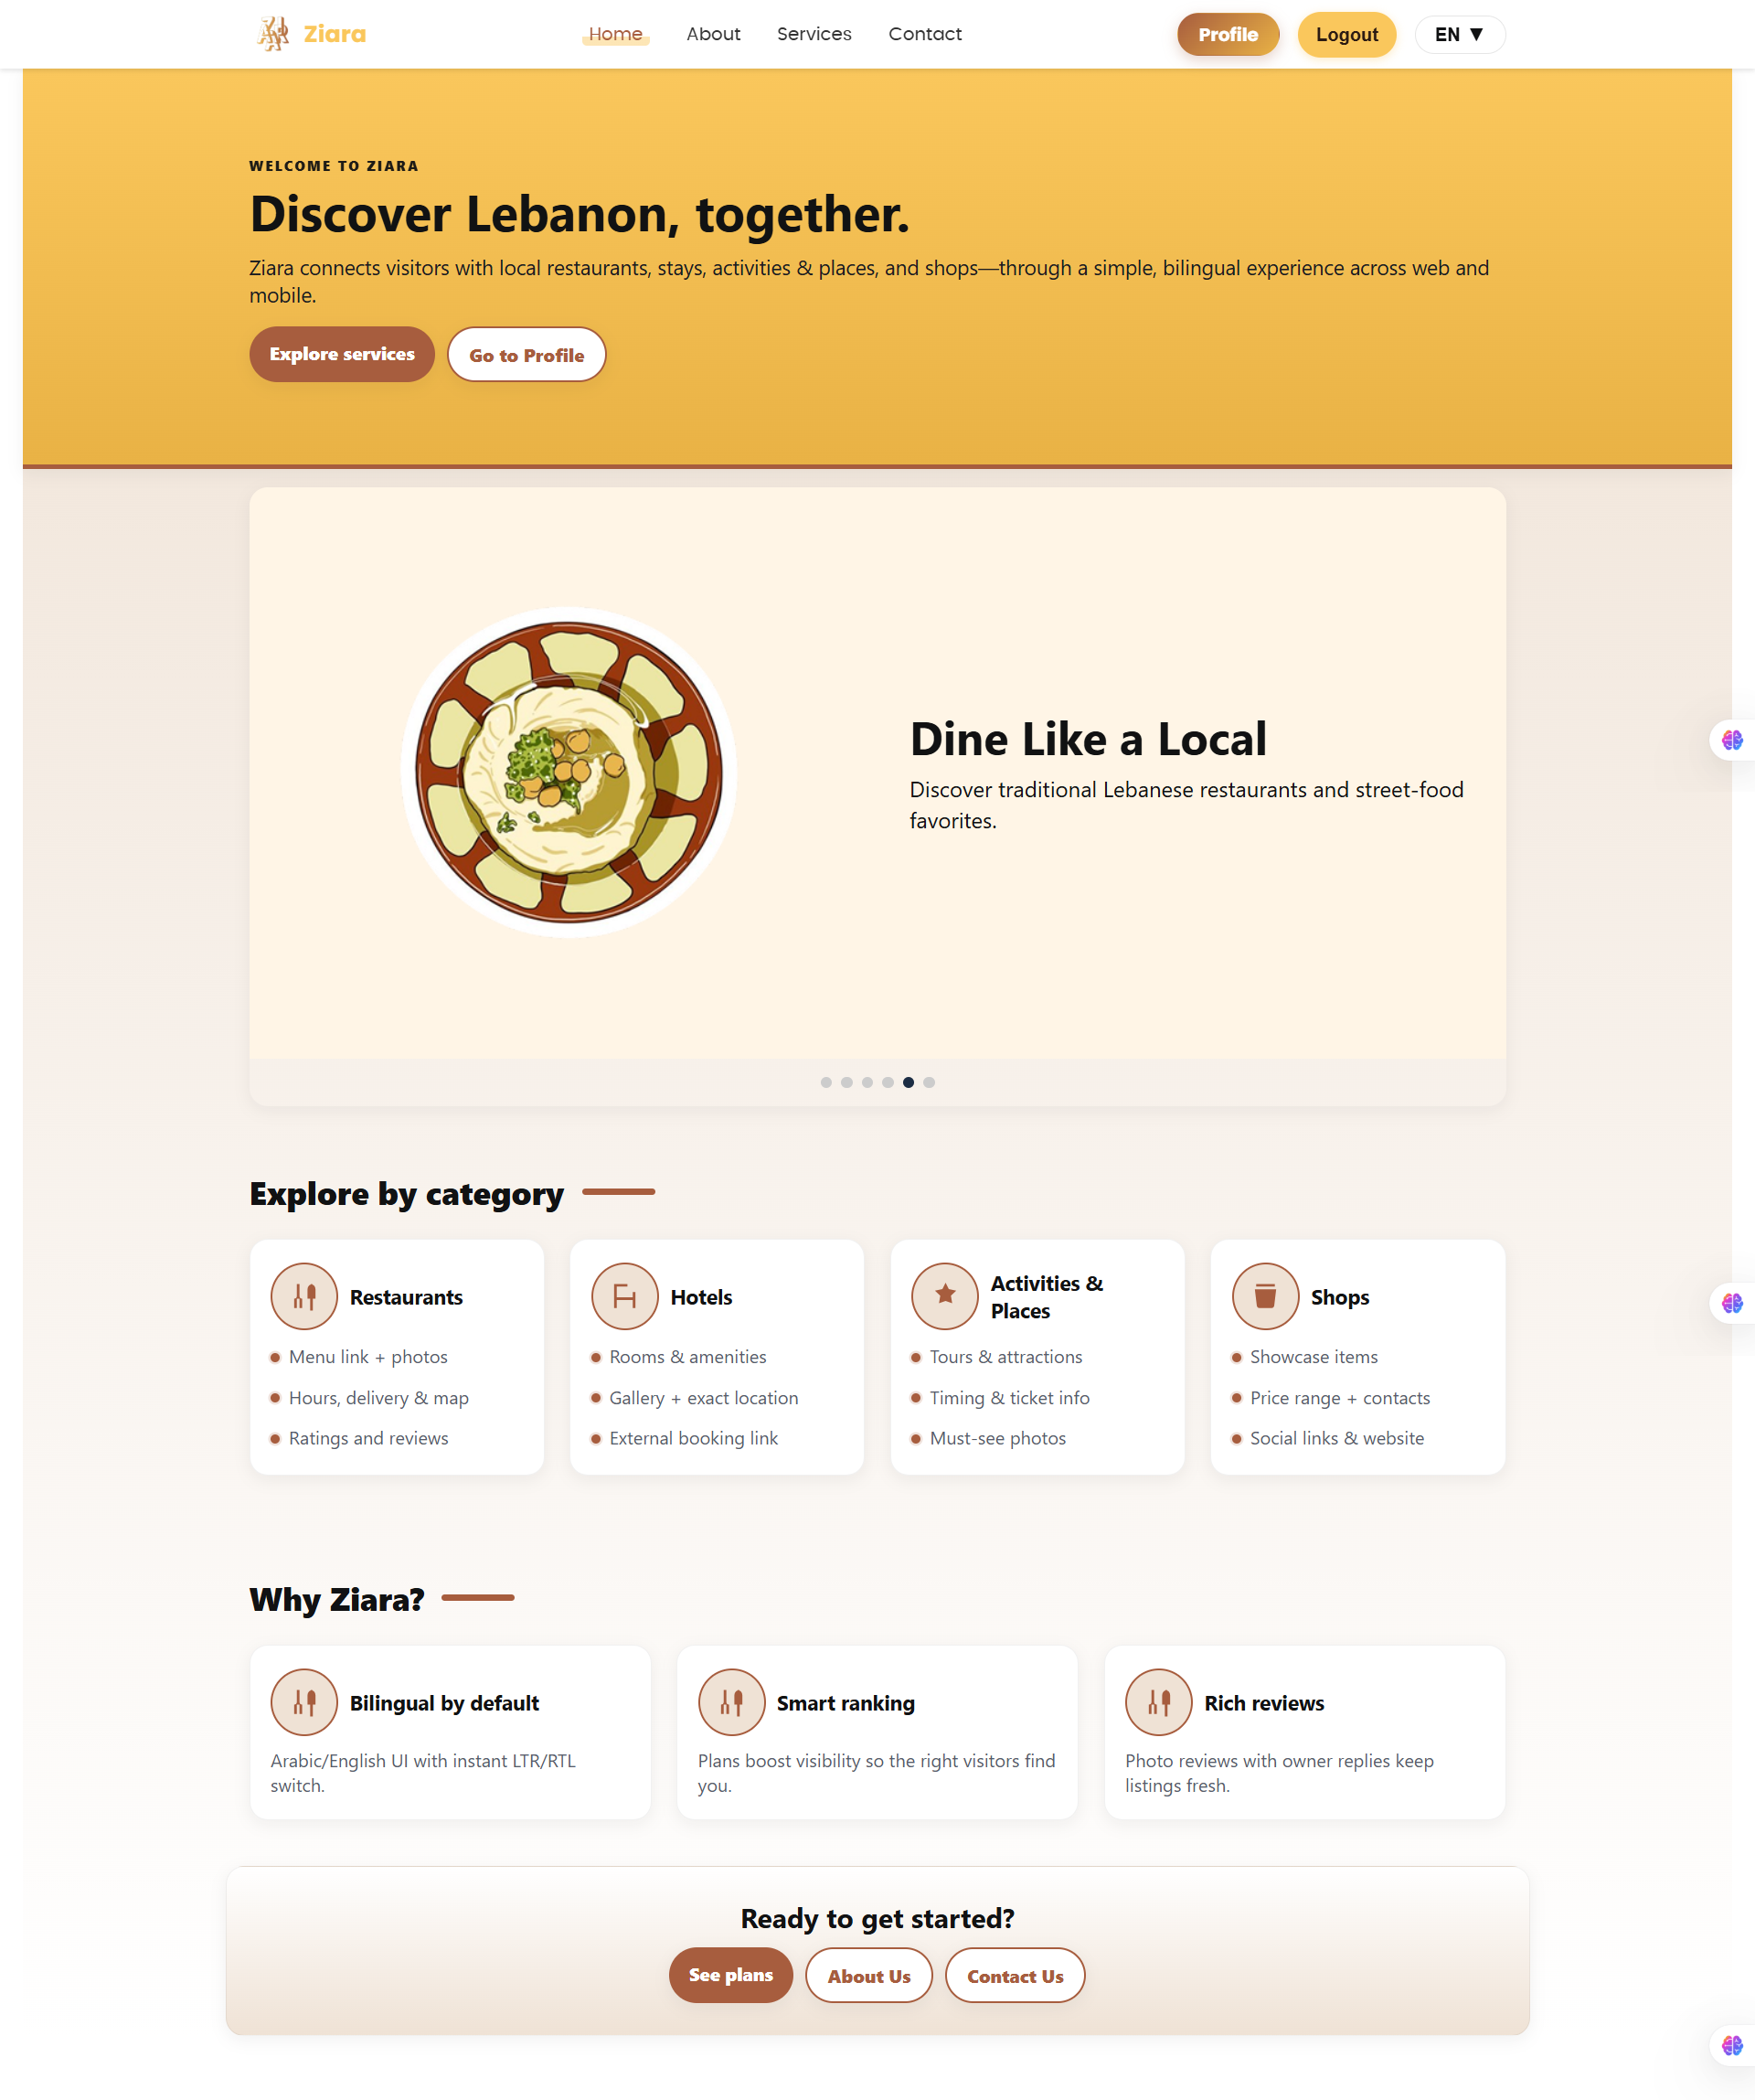 Ziara
Home About Services Contact
Profile Logout EN ▼
WELCOME TO ZIARA
Discover Lebanon, together.
Ziara connects visitors with local restaurants, stays, activities & places, and shops—through a simple, bilingual experience across web and
mobile.
Explore services Go to Profile
Dine Like a Local
Discover traditional Lebanese restaurants and street-food
favorites.
Explore by category
Restaurants
Menu link + photos
Hours, delivery & map
Ratings and reviews
Hotels
Rooms & amenities
Gallery + exact location
External booking link
Activities &
Places
Tours & attractions
Timing & ticket info
Must-see photos
Shops
Showcase items
Price range + contacts
Social links & website
Why Ziara?
Bilingual by default
Arabic/English UI with instant LTR/RTL
switch.
Smart ranking
Plans boost visibility so the right visitors find
you.
Rich reviews
Photo reviews with owner replies keep
listings fresh.
Ready to get started?
See plans About Us Contact Us